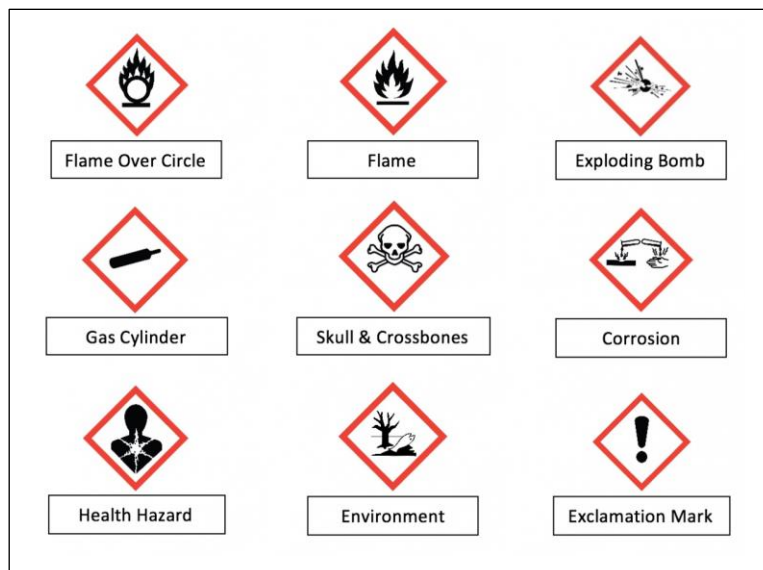 Flame Over Circle
Flame
Exploding Bomb
Gas Cylinder
Skull & Crossbones
Corrosion
Health Hazard
Environment
Exclamation Mark